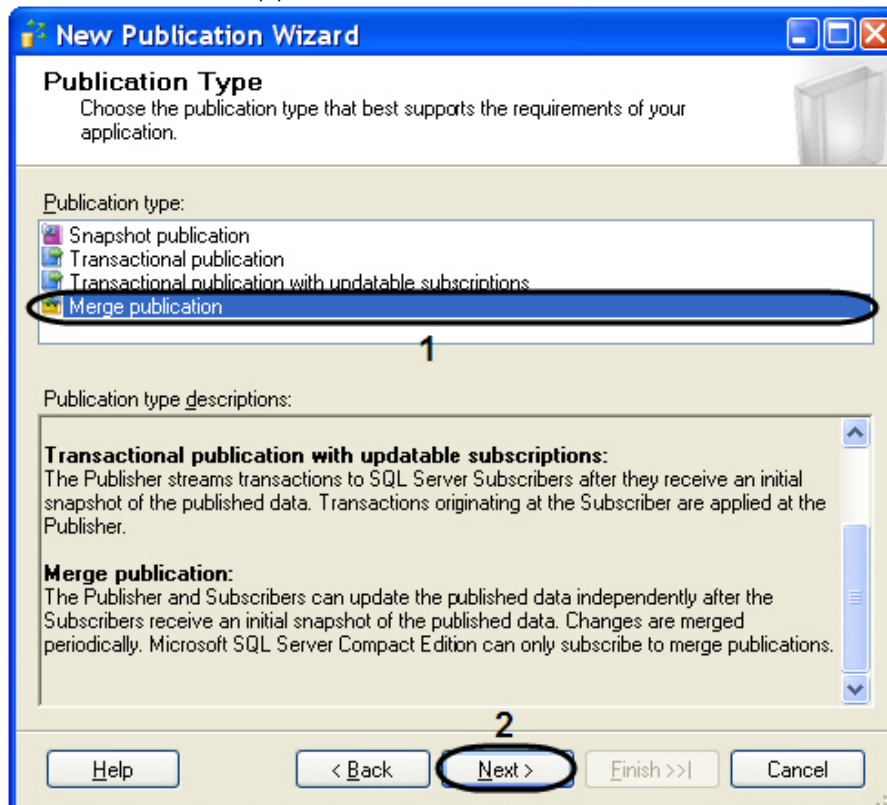 New Publication Wizard
Publication Type
Choose the publication type that best supports the requirements of your
application.
Publication type:
Snapshot publication
Transactional publication
Transactional publication with updatable subscriptions
Merge publication
1
Publication type descriptions:
Transactional publication with updatable subscriptions:
The Publisher streams transactions to SQL Server Subscribers after they receive an initial
snapshot of the published data. Transactions originating at the Subscriber are applied at the
Publisher.
Merge publication:
The Publisher and Subscribers can update the published data independently after the
Subscribers receive an initial snapshot of the published data. Changes are merged
periodically. Microsoft SQL Server Compact Edition can only subscribe to merge publications.
2
Help
< Back
Next >
Finish >>|
Cancel